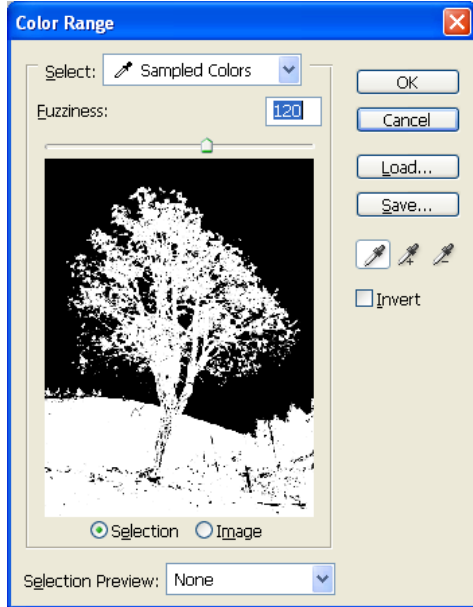 Color Range
Select: Sampled Colors
OK
Fuzziness: 120
Cancel
Load...
Save...
Invert
Selection Image
Selection Preview: None